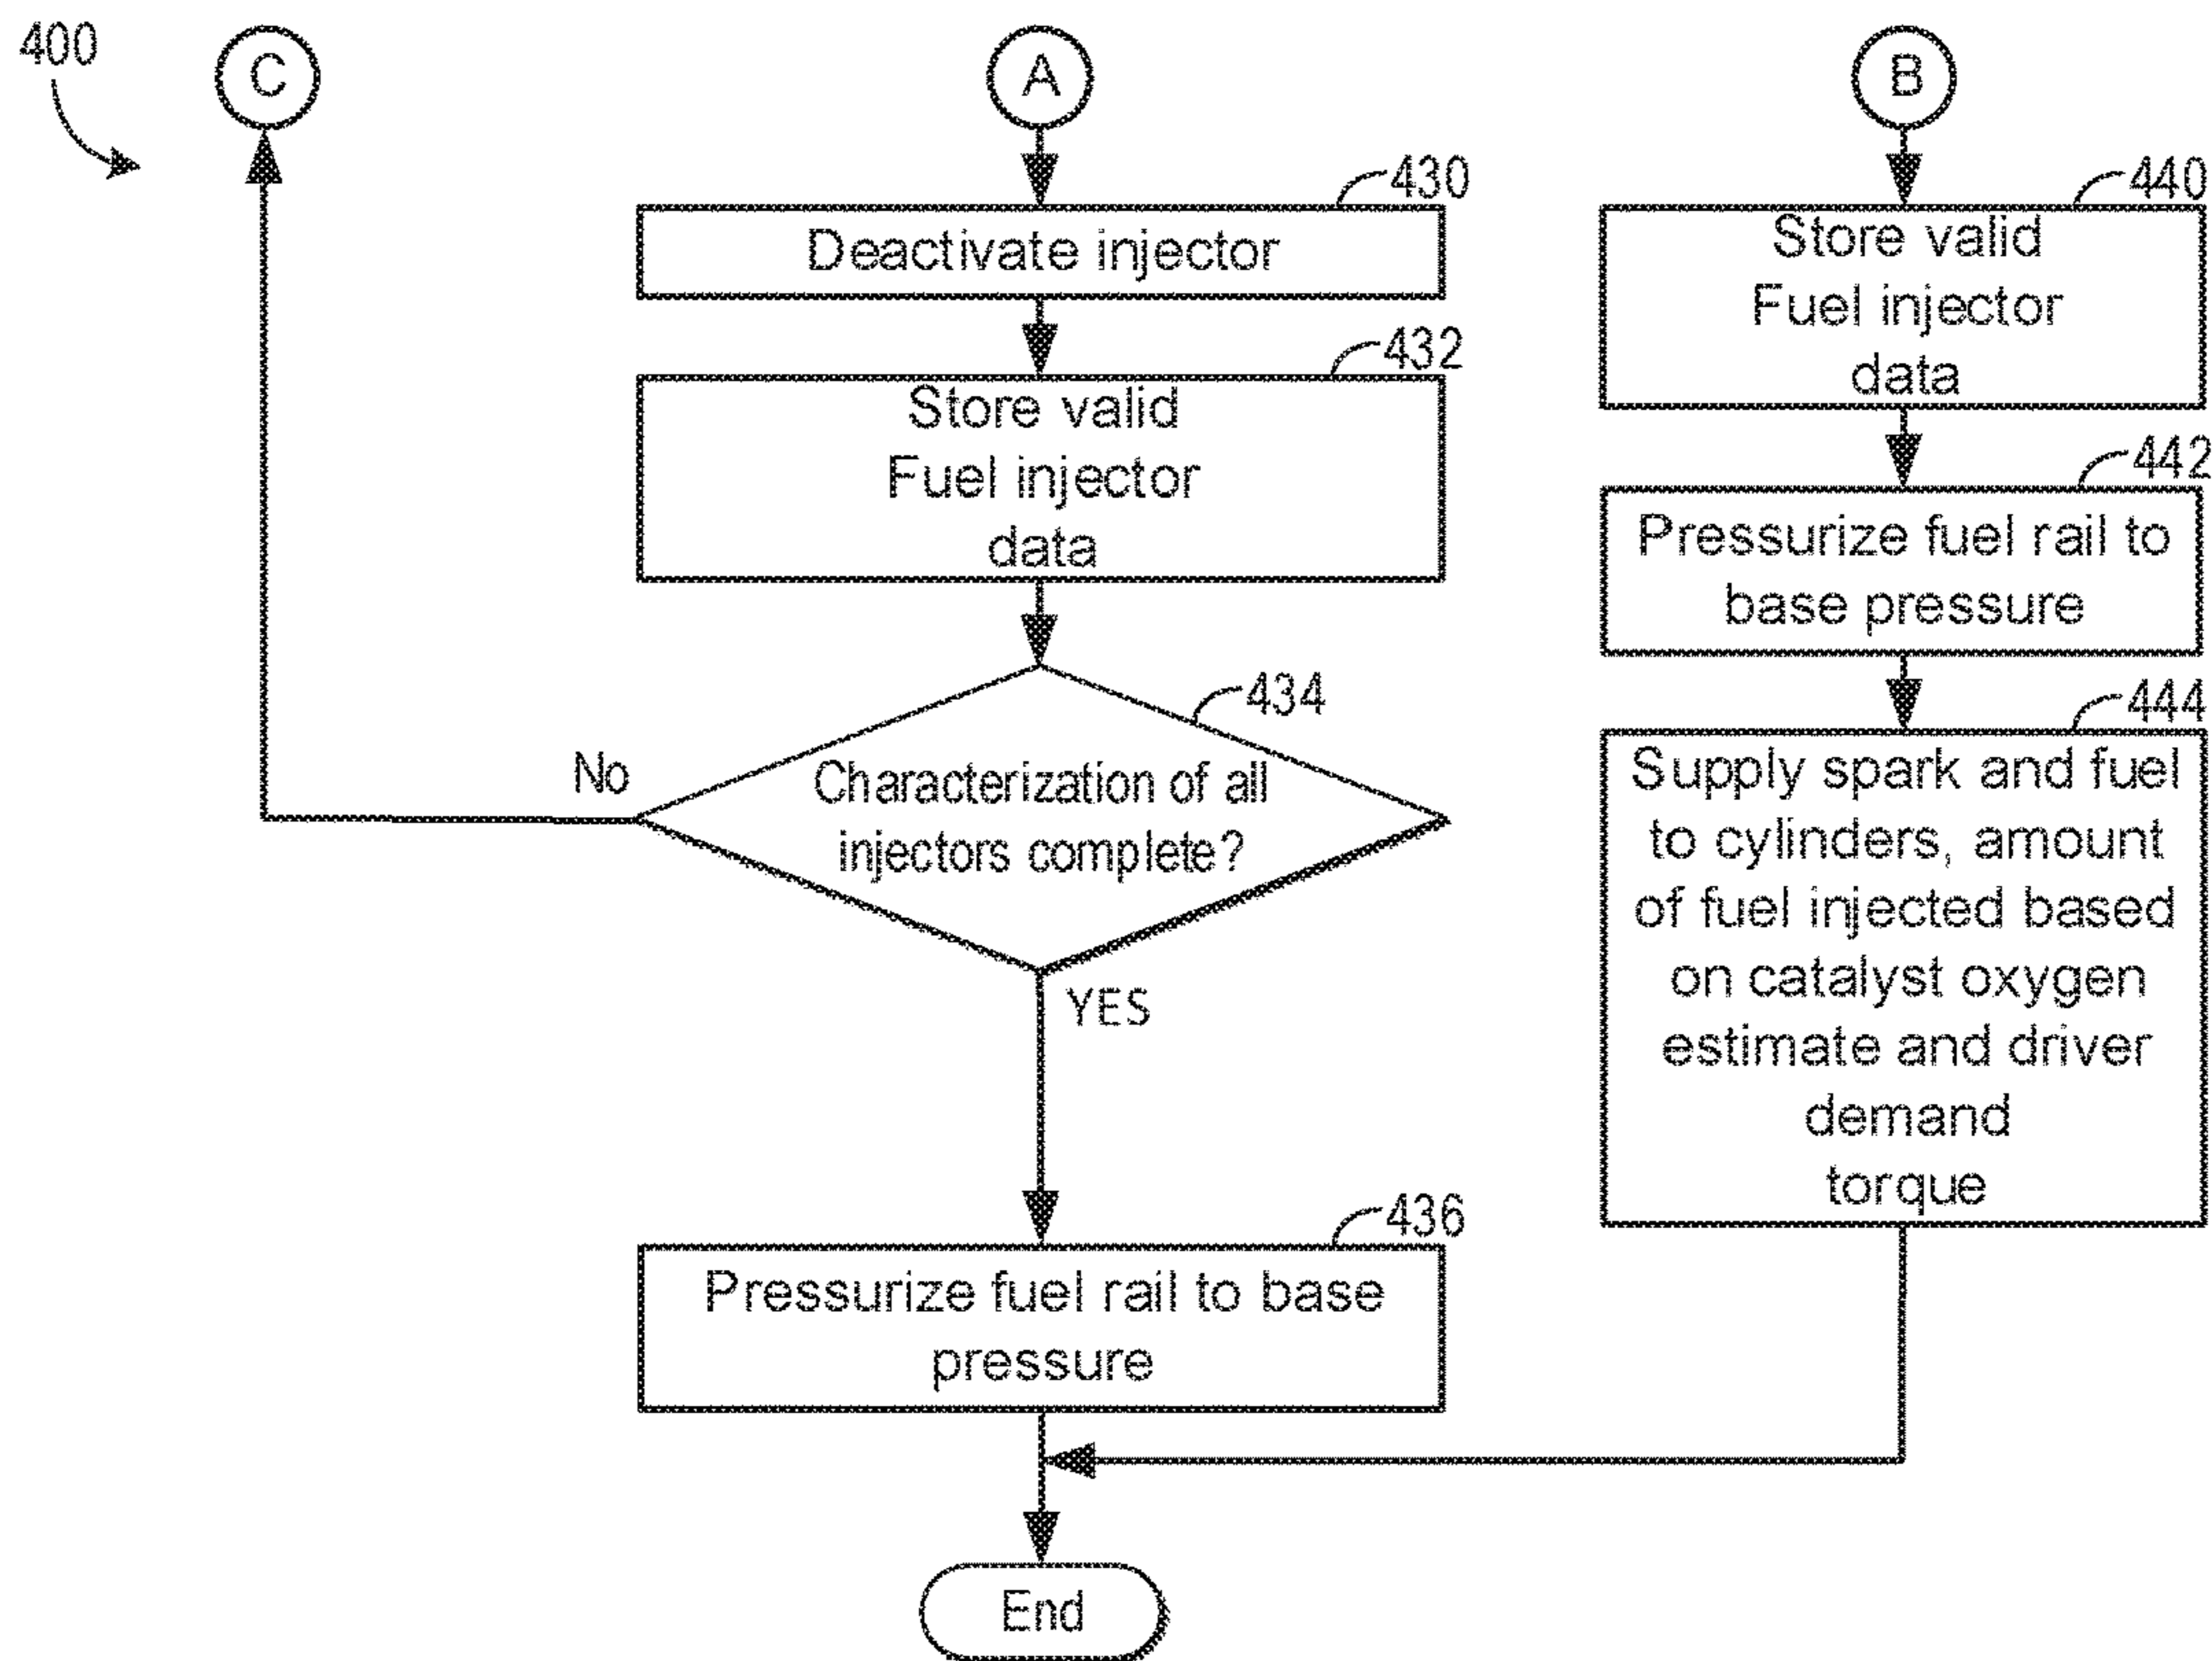 400
C
A
B
430
Deactivate injector
432
Store valid
Fuel injector
data
434
No
Characterization of all
injectors complete?
YES
436
Pressurize fuel rail to base
pressure
End
440
Store valid
Fuel injector
data
442
Pressurize fuel rail to
base pressure
444
Supply spark and fuel
to cylinders, amount
of fuel injected based
on catalyst oxygen
estimate and driver
demand
torque